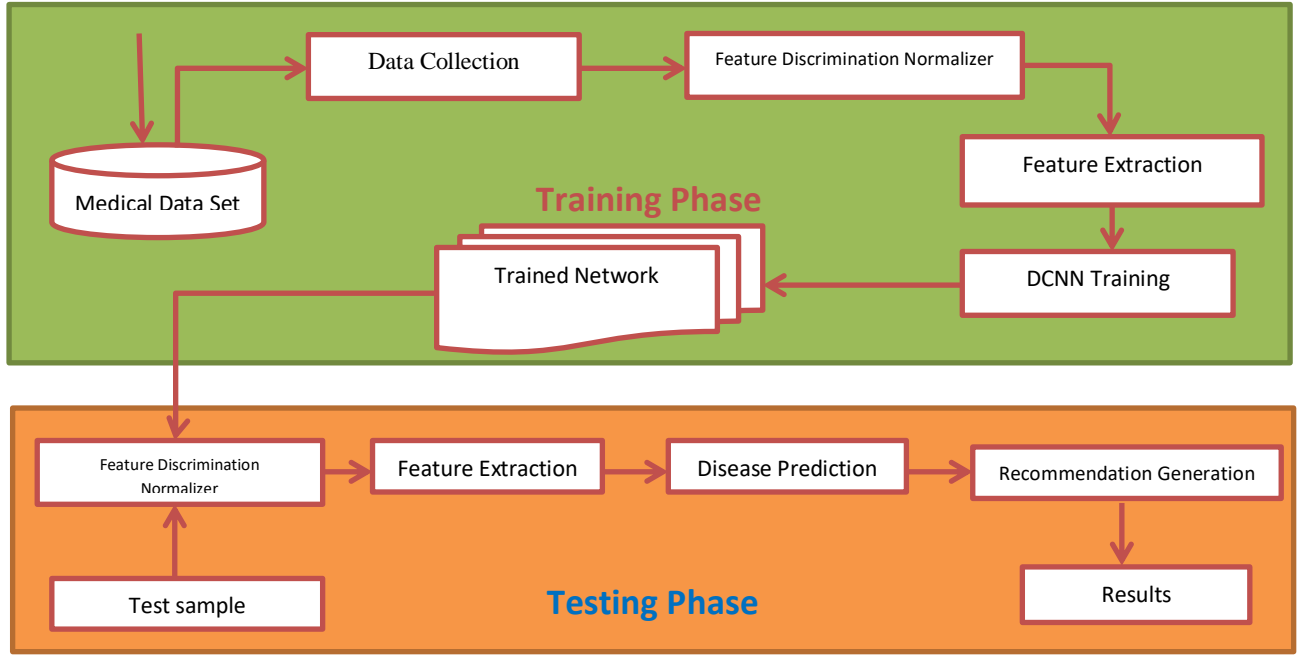 Data Collection
Feature Discrimination Normalizer
Medical Data Set
Feature Extraction
Training Phase
Trained Network
DCNN Training
Feature Discrimination
Normalizer
Feature Extraction
Disease Prediction
Recommendation Generation
Test sample
Testing Phase
Results